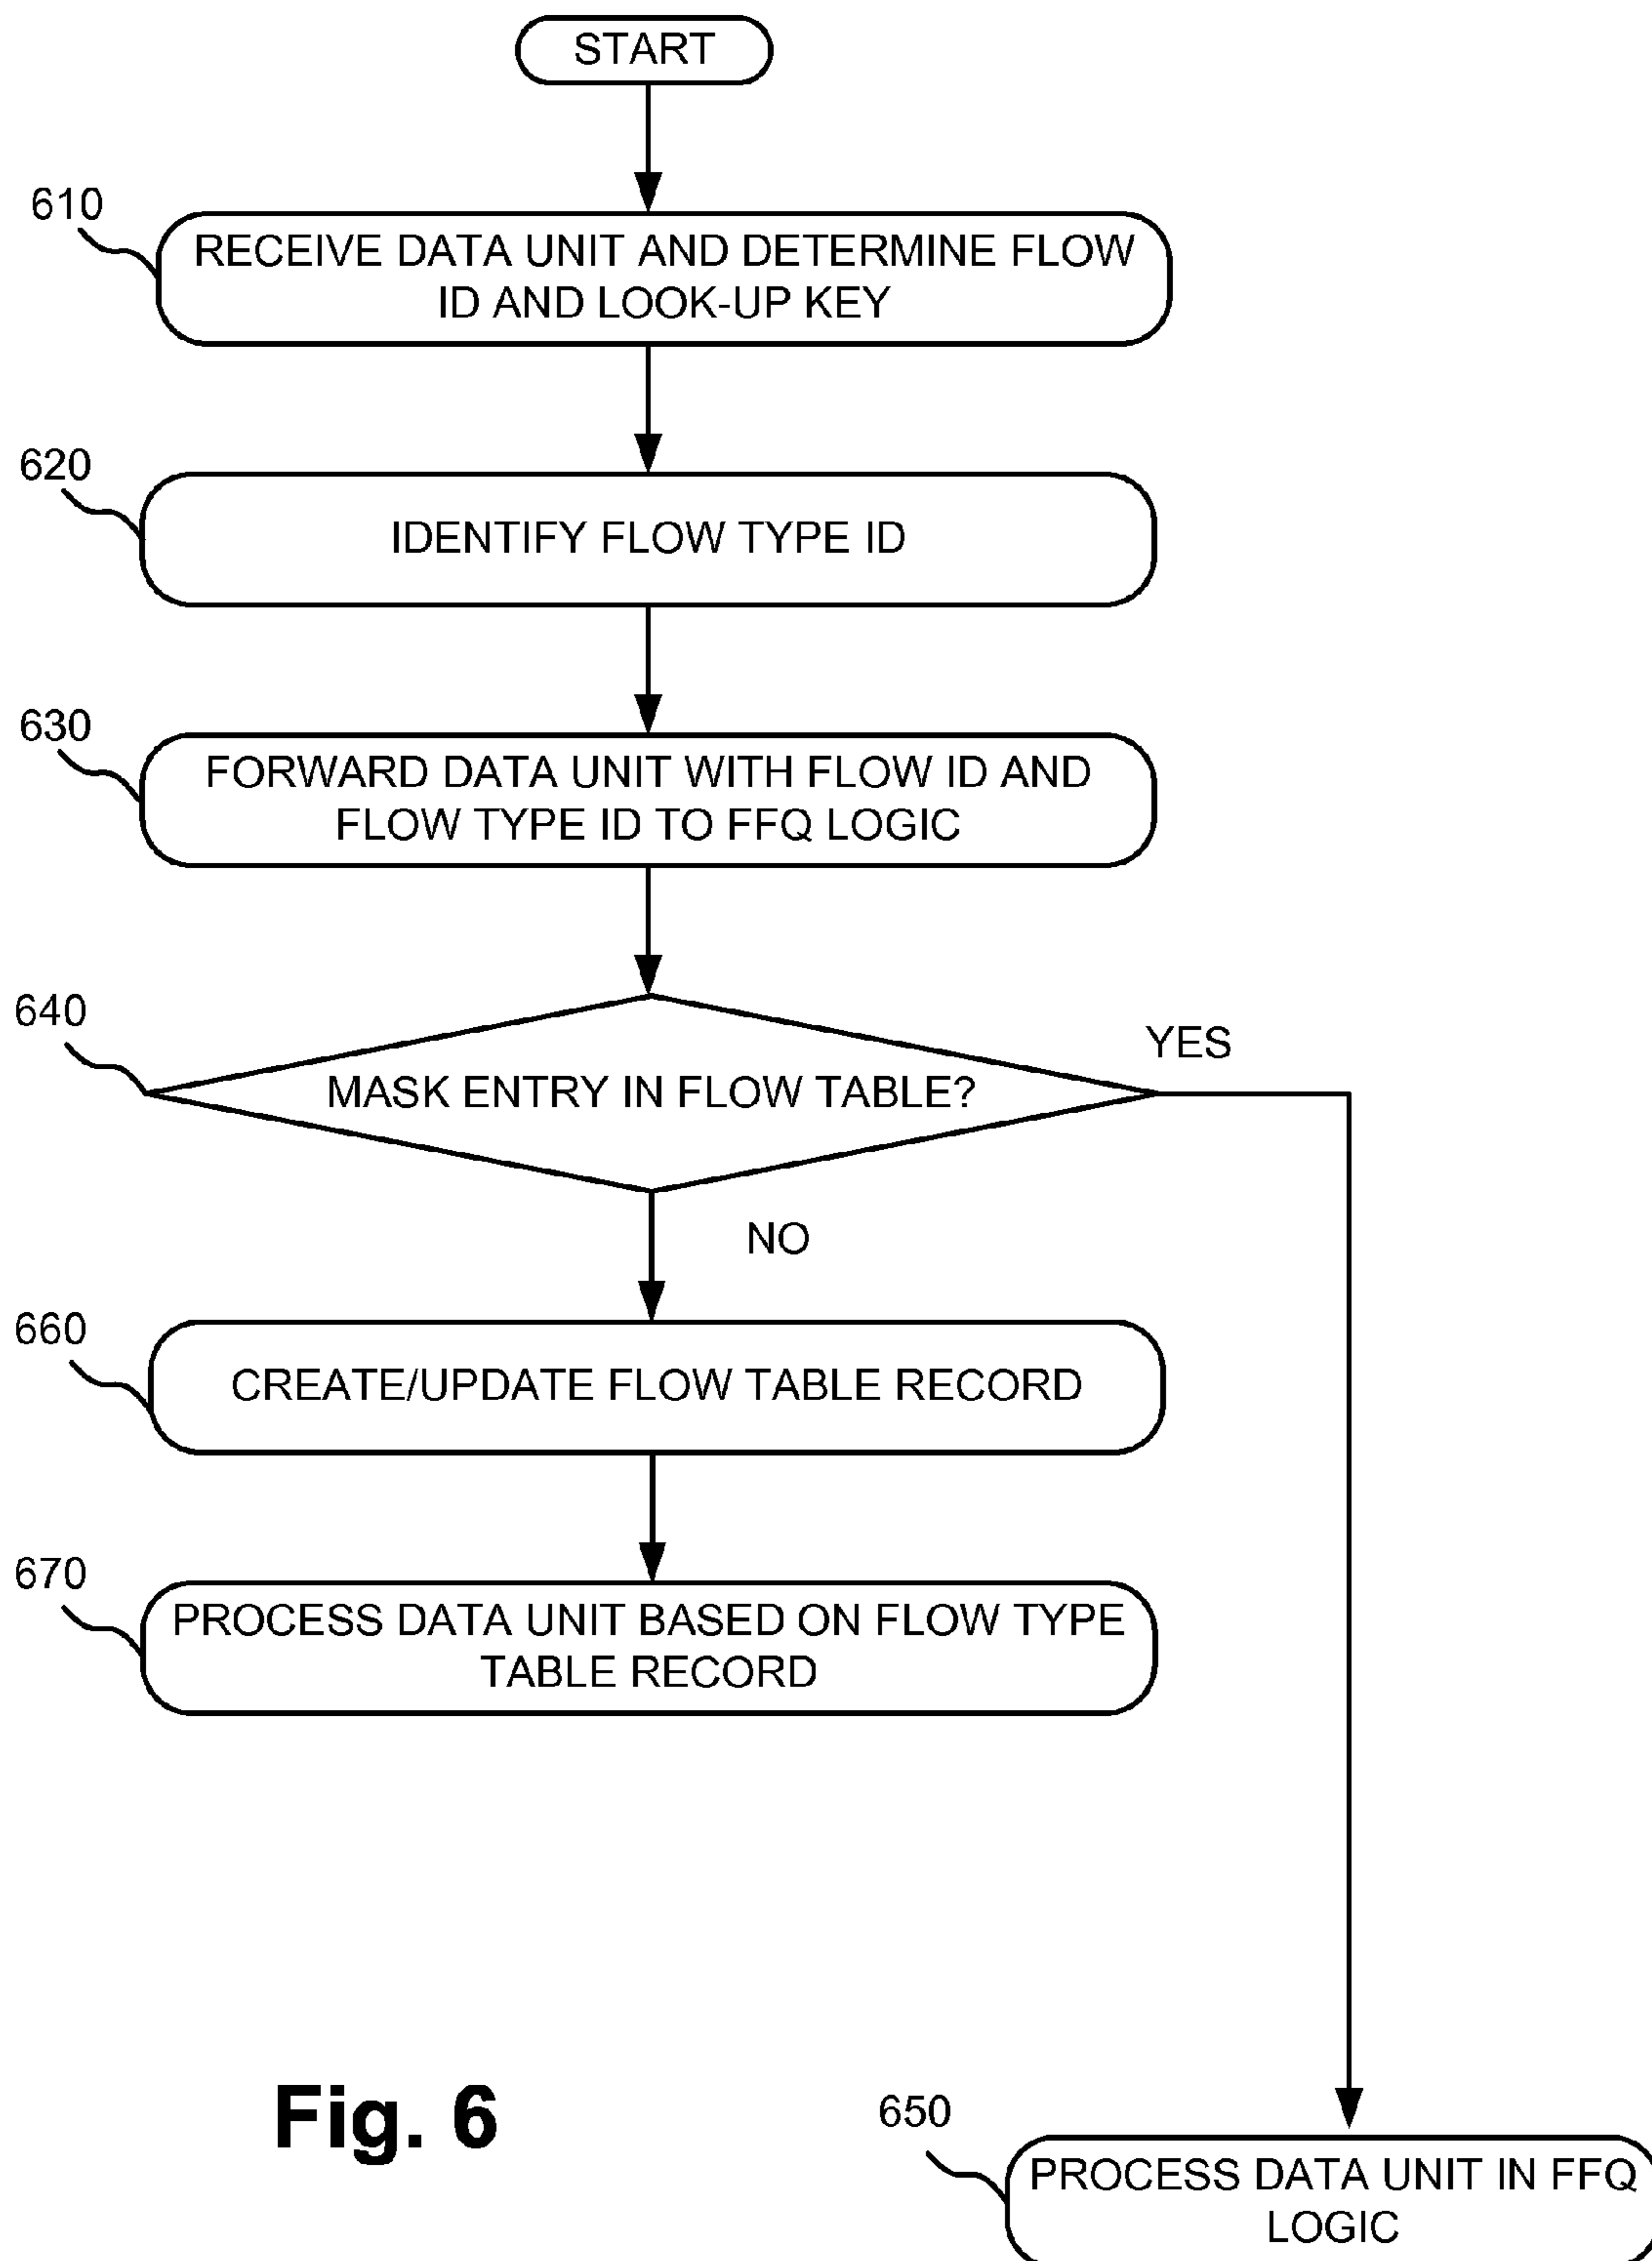 START
610
RECEIVE DATA UNIT AND DETERMINE FLOW
ID AND LOOK-UP KEY
620
IDENTIFY FLOW TYPE ID
630
FORWARD DATA UNIT WITH FLOW ID AND
FLOW TYPE ID TO FFQ LOGIC
640
MASK ENTRY IN FLOW TABLE?
YES
NO
660
CREATE/UPDATE FLOW TABLE RECORD
670
PROCESS DATA UNIT BASED ON FLOW TYPE
TABLE RECORD
Fig. 6
650
PROCESS DATA UNIT IN FFQ
LOGIC